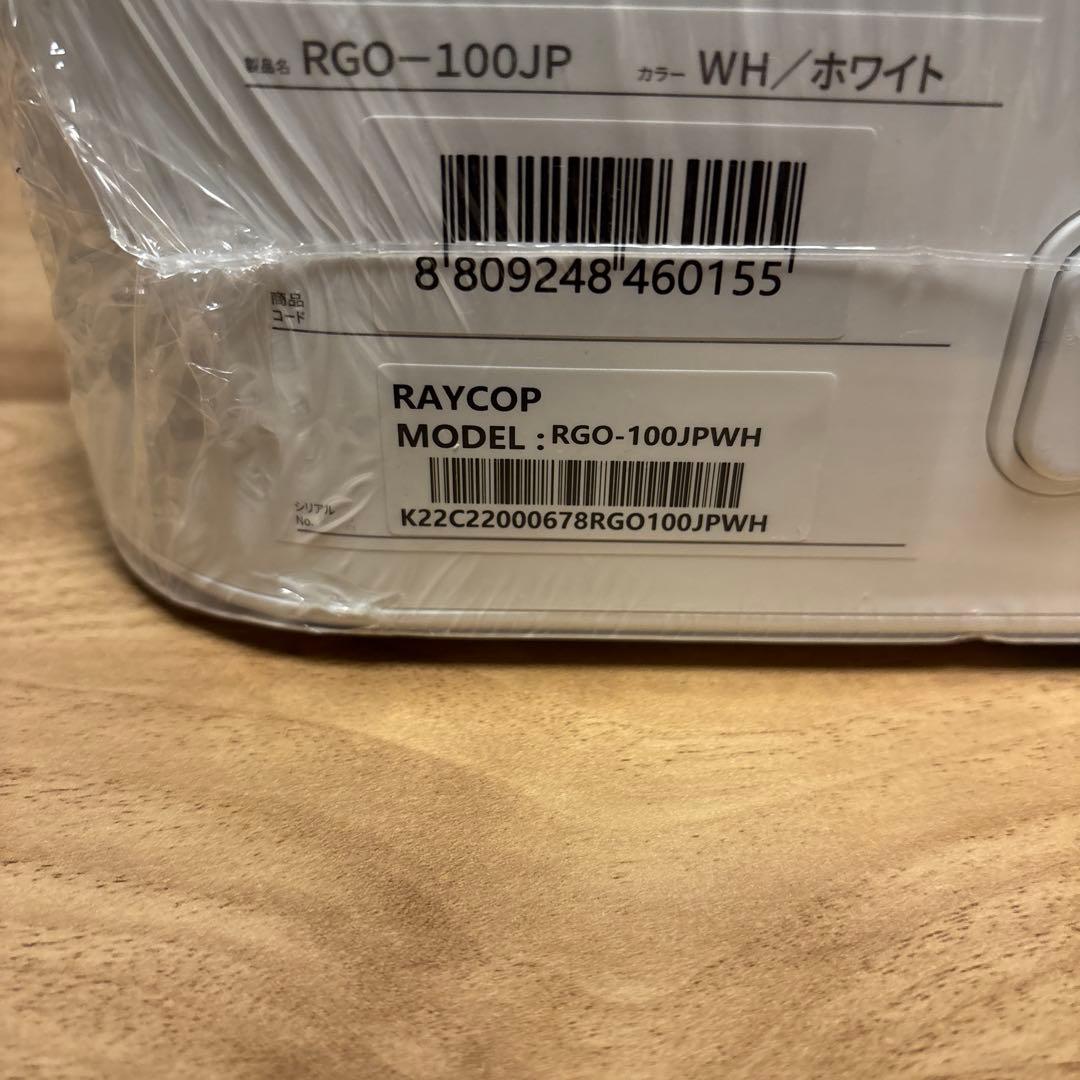 製品名 RGO-100JP カラー WH/ホワイト
8 809248 460155
商品
コード
RAYCOP
MODEL : RGO-100JPWH
シリアル
No.
K22C22000678RGO100JPWH